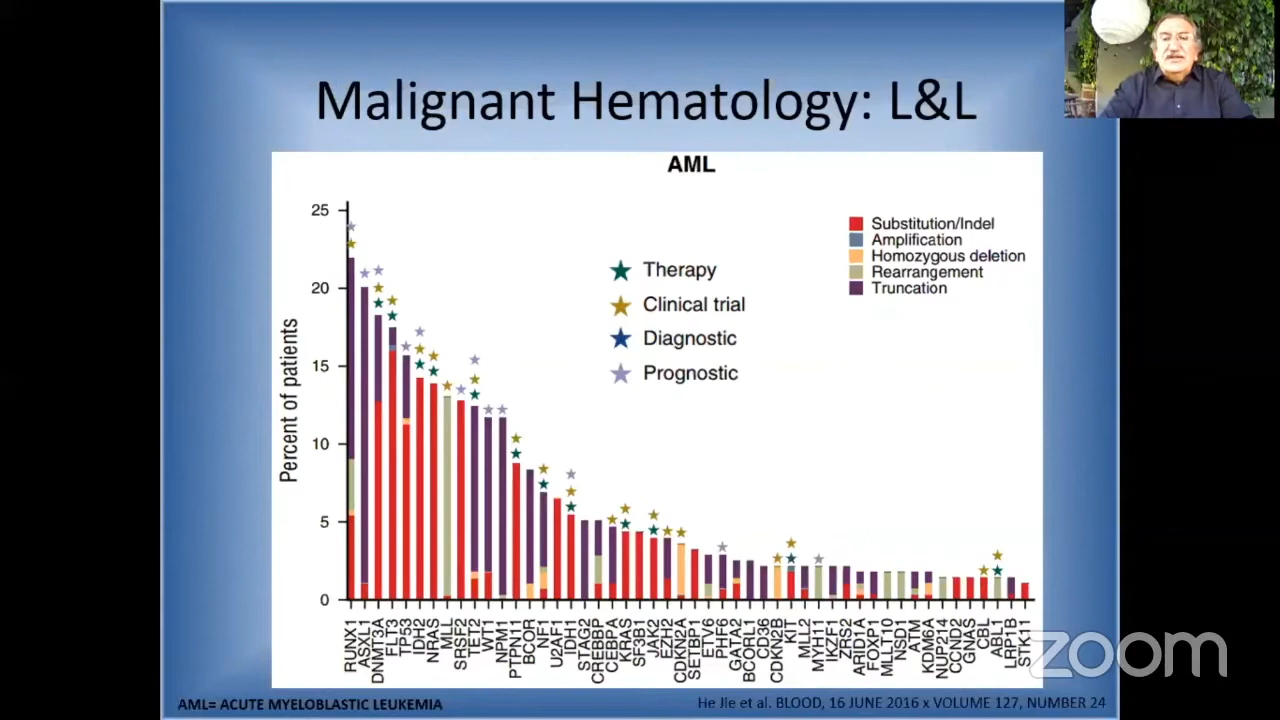 Malignant Hematology: L&L
AML
25
20
15
10
5
0
Percent of patients
Substitution/Indel
Amplification
Homozygous deletion
Rearrangement
Truncation
Therapy
Clinical trial
Diagnostic
Prognostic
RUNX1
ASXL1
DNMT3A
FLT3
TP53
IDH2
NRAS
MLL
SRSF2
TET2
WT1
NPM1
PTPN11
BCOR
NF1
U2AF1
IDH1
STAG2
CREBBP
CEBPA
KRAS
SF3B1
JAK2
EZH2
CDKN2A
SETBP1
ETV6
PHF6
GATA2
BCORL1
CD36
CDKN2B
KIT
MLL2
MYH11
IKZF1
ZRS2
ARID1A
FOXP1
MLLT10
NSD1
ATM
KDM6A
NUP214
CCND2
GNAS
CBL
ABL1
LRP1B
STK11
zoom
AML= ACUTE MYELOBLASTIC LEUKEMIA
He JIe et al. BLOOD, 16 JUNE 2016 x VOLUME 127, NUMBER 24